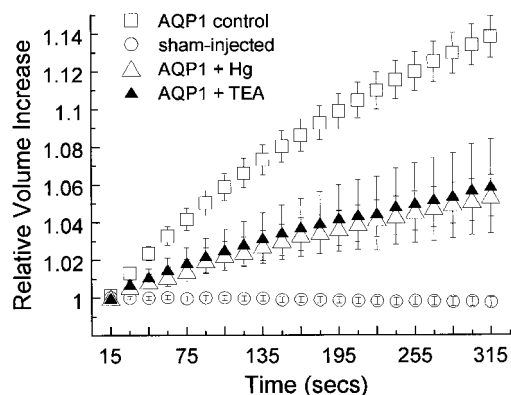 AQP1 control
sham-injected
AQP1 + Hg
AQP1 + TEA
Relative Volume Increase
1.14
1.12
1.1
1.08
1.06
1.04
1.02
1
15 75 135 195 255 315
Time (secs)